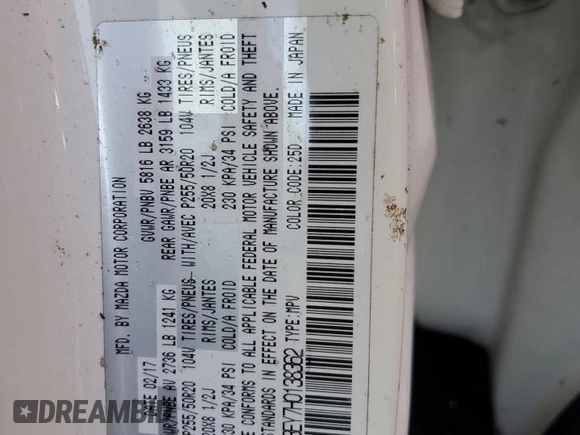 MFD. BY MAZDA MOTOR CORPORATION
DATE 02/17 GVWR/PNBV 5816 LB 2638 KG
GAWR/PNBE AV 2736 LB 1241 KG REAR GAWR/PNBE AR 3159 LB 1433 KG
P255/50R20 104V TIRES/PNEUS WITH/AVEC P255/50R20 104V TIRES/PNEUS
20X8 1/2J RIMS/JANTES 20X8 1/2J RIMS/JANTES
230 KPA/34 PSI COLD/A FROID 230 KPA/34 PSI COLD/A FROID
CONFORMS TO ALL APPLICABLE FEDERAL MOTOR VEHICLE SAFETY AND THEFT
STANDARDS IN EFFECT ON THE DATE OF MANUFACTURE SHOWN ABOVE.
TYPE:MPV COLOR CODE:25D MADE IN JAPAN
E77H0138362
DREAMBID